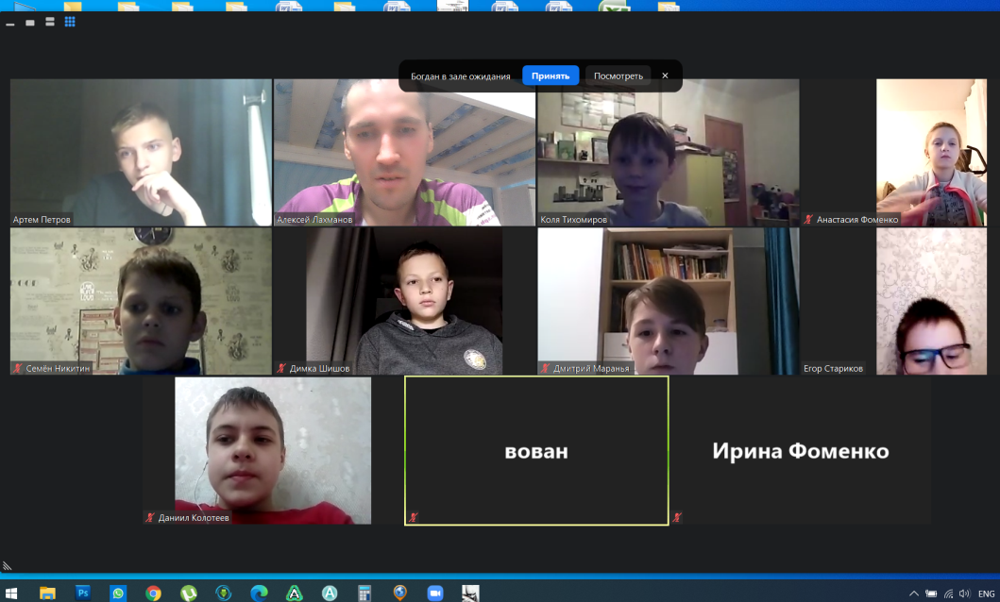 Богдан в зале ожидания
Принять
Посмотреть
Артем Петров
Алексей Лахманов
Коля Тихомиров
Анастасия Фоменко
Семён Никитин
Димка Шишов
Дмитрий Маранья
Егор Стариков
Даниил Колотеев
вован
Ирина Фоменко
Ps
ENG